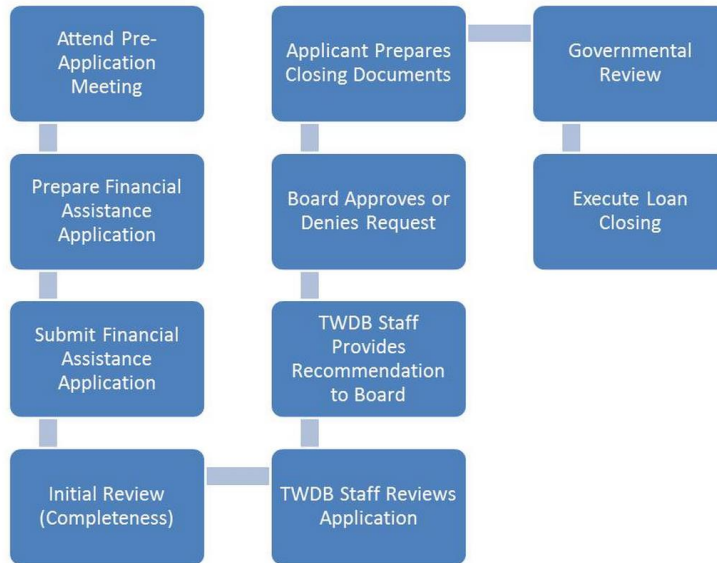 Attend Pre-
Application
Meeting
Prepare Financial
Assistance
Application
Submit Financial
Assistance
Application
Initial Review
(Completeness)
TWDB Staff Reviews
Application
TWDB Staff
Provides
Recommendation
to Board
Board Approves or
Denies Request
Applicant Prepares
Closing Documents
Governmental
Review
Execute Loan
Closing